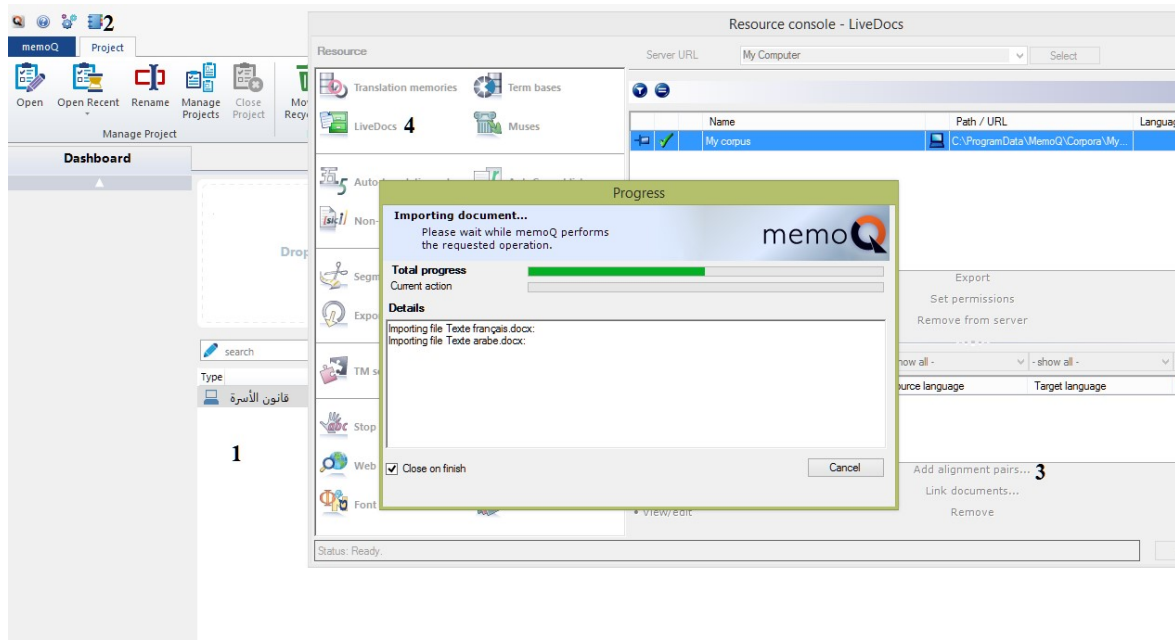 2
Resource console - LiveDocs
memoQ Project
Resource
Server URL My Computer Select
Open Open Recent Rename Manage Projects Close Project
Manage Project
Translation memories Term bases
LiveDocs 4 Muses
Name Path / URL
My corpus C:\ProgramData\MemoQ\Corpora\My...
Dashboard
Progress
Importing document...
Please wait while memoQ performs
the requested operation.
memoQ
Total progress
Current action
Details
Importing file Texte français.docx:
Importing file Texte arabe.docx:
Close on finish Cancel
Export
Set permissions
Remove from server
- show all -
Target language
search
Type
قانون الأسرة
1
Stop
Web
Font
Add alignment pairs... 3
Link documents...
View/edit Remove
Status: Ready.